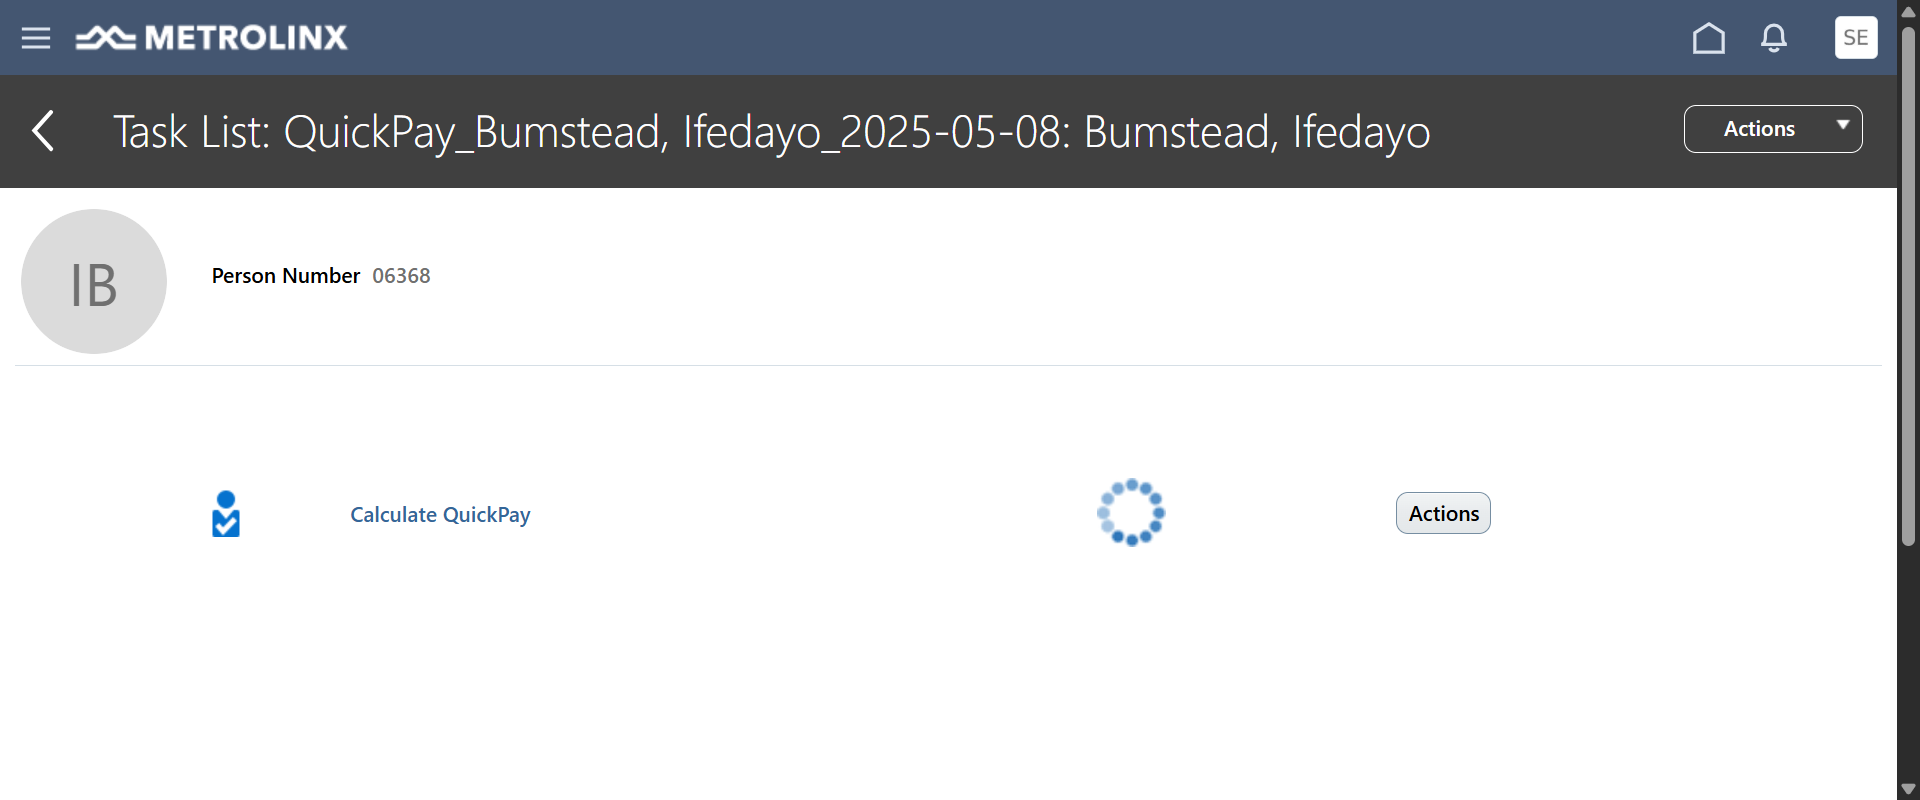 METROLINX
SE
Task List: QuickPay_Bumstead, Ifedayo_2025-05-08: Bumstead, Ifedayo
Actions
IB
Person Number 06368
Calculate QuickPay
Actions